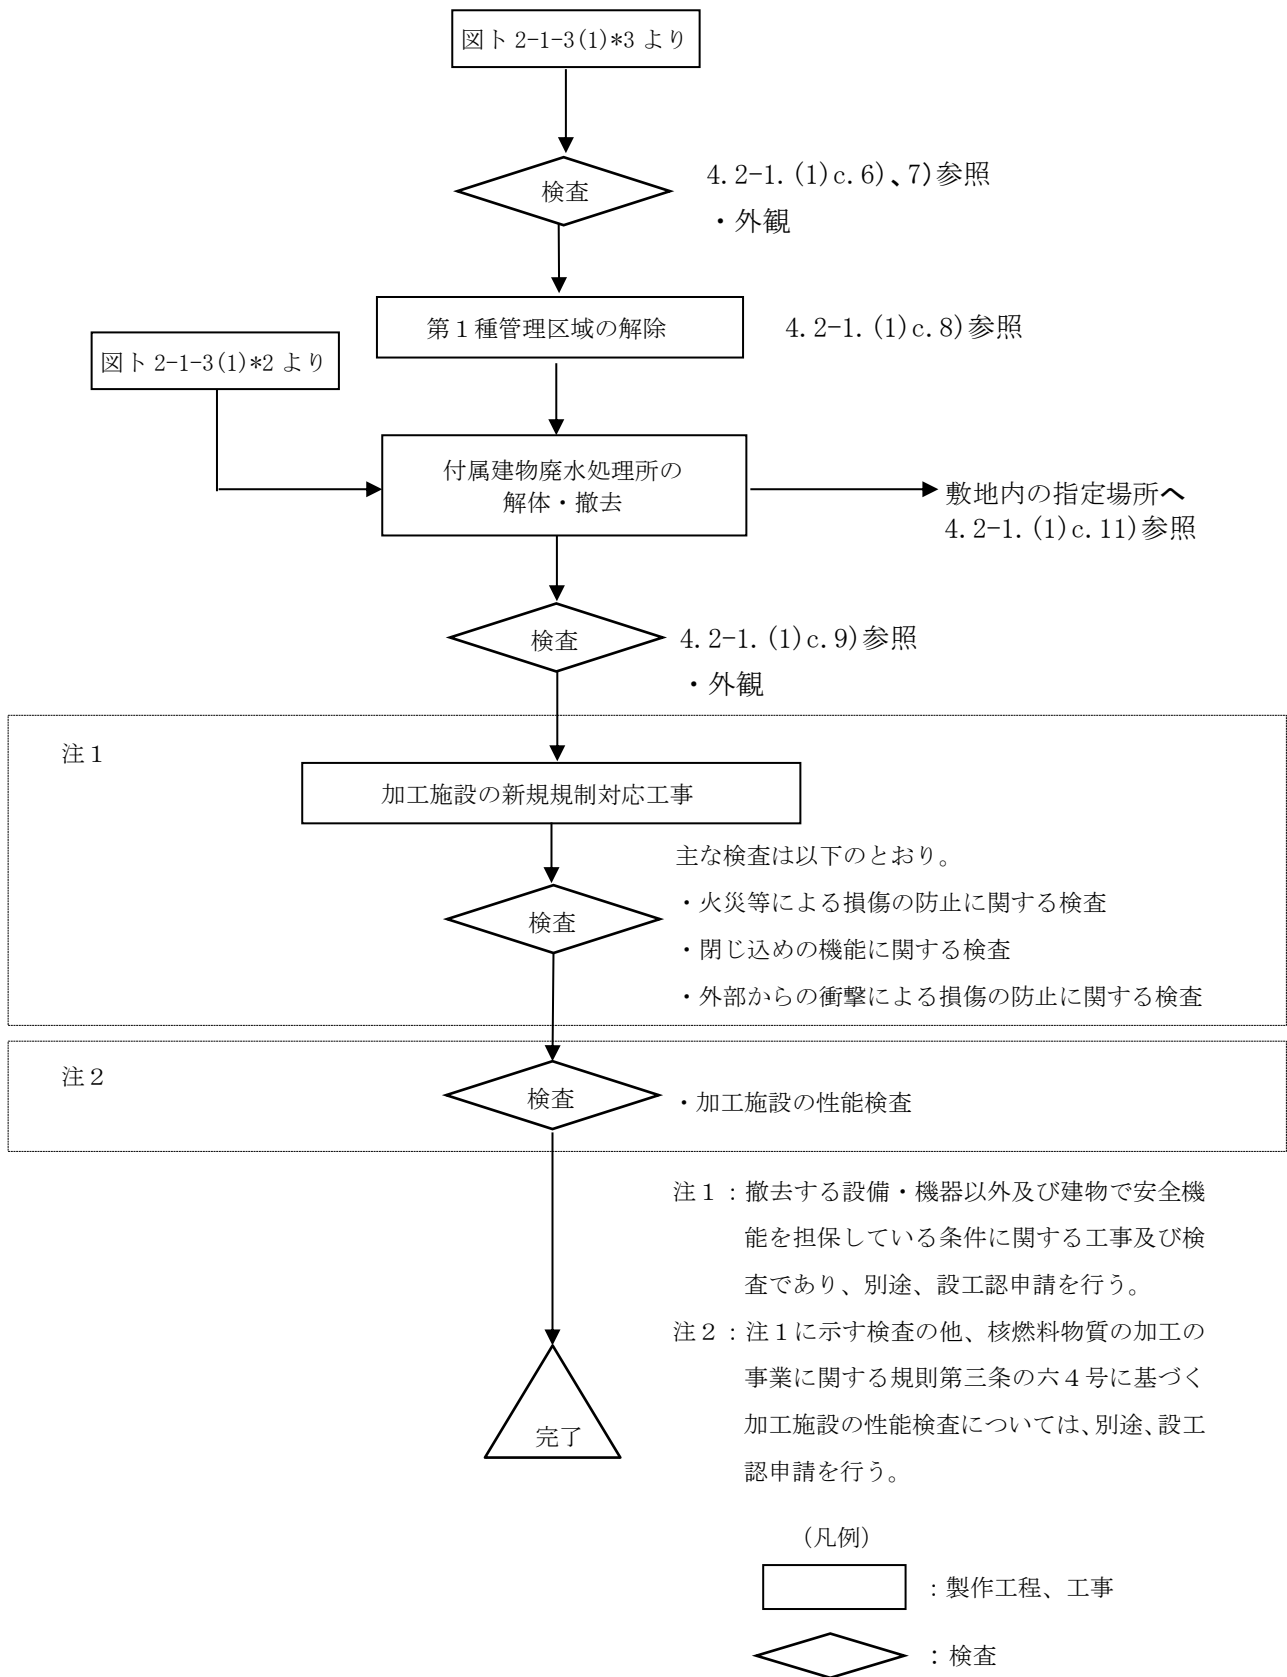 図ト 2-1-3(1)*3 より
検査
4.2-1.(1)c.6)、7)参照
・外観
第1種管理区域の解除
4.2-1.(1)c.8)参照
図ト 2-1-3(1)*2 より
付属建物廃水処理所の
解体・撤去
敷地内の指定場所へ
4.2-1.(1)c.11)参照
検査
4.2-1.(1)c.9)参照
・外観
注1
加工施設の新規規制対応工事
検査
主な検査は以下のとおり。
・火災等による損傷の防止に関する検査
・閉じ込めの機能に関する検査
・外部からの衝撃による損傷の防止に関する検査
注2
検査
・加工施設の性能検査
注1：撤去する設備・機器以外及び建物で安全機
能を担保している条件に関する工事及び検
査であり、別途、設工認申請を行う。
注2：注1に示す検査の他、核燃料物質の加工の
事業に関する規則第三条の六4号に基づく
加工施設の性能検査については、別途、設工
認申請を行う。
完了
（凡例）
：製作工程、工事
：検査